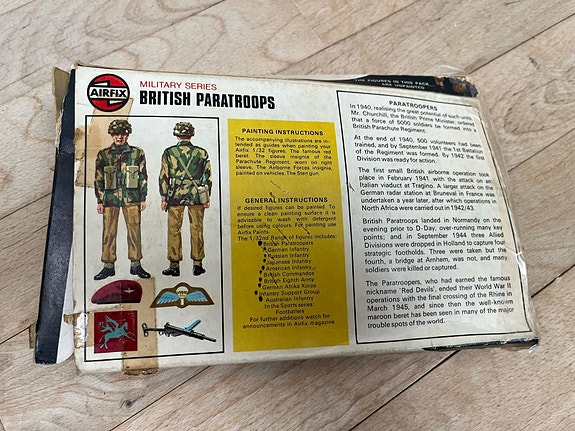 THE FIGURES IN THIS PACK
ARE UNPAINTED
AIRFIX
MILITARY SERIES
BRITISH PARATROOPS
PAINTING INSTRUCTIONS
The accompanying illustrations are in-
tended as guides when painting your
Airfix 1/32 figures. The famous red
beret. The sleeve insignia of the
Parachute Regiment, worn on right
sleeve. The Airborne Forces insignia,
painted on vehicles. The Sten gun.
GENERAL INSTRUCTIONS
If desired figures can be painted. To
ensure a clean painting surface it is
advisable to wash with detergent
before using colours. For painting use
Airfix Paints.
The 1/32nd Range of figures includes:
British Paratroops
German Infantry
Russian Infantry
Japanese Infantry
American Infantry
British Commandos
British Eighth Army
German Afrika Korps
Infantry Support Group
Australian Infantry
In the Sports series:
Footballers
For further additions watch for
announcements in Airfix magazine
PARATROOPERS
In 1940, realising the great potential of such units,
Mr. Churchill, the British Prime Minister, ordered
that a force of 5000 soldiers be formed into a
British Parachute Regiment.
At the end of 1940, 500 volunteers had been
trained, and by September 1941 the 1st Battalion
of the Regiment was formed. By 1942 the first
Division was ready for action.
The first small British airborne operation took
place in February 1941 with the attack on an
Italian viaduct at Tragino. A larger attack on the
German radar station at Bruneval in France was
undertaken a year later, after which operations in
North Africa were carried out in 1942/43.
British Paratroops landed in Normandy on the
evening prior to D-Day, over-running many key
points; and in September 1944 three Allied
Divisions were dropped in Holland to capture four
strategic footholds. Three were taken but the
fourth, a bridge at Arnhem, was not, and many
soldiers were killed or captured.
The Paratroopers, who had earned the famous
nickname 'Red Devils', ended their World War II
operations with the final crossing of the Rhine in
March 1945, and since then the well-known
maroon beret has been seen in many of the major
trouble spots of the world.